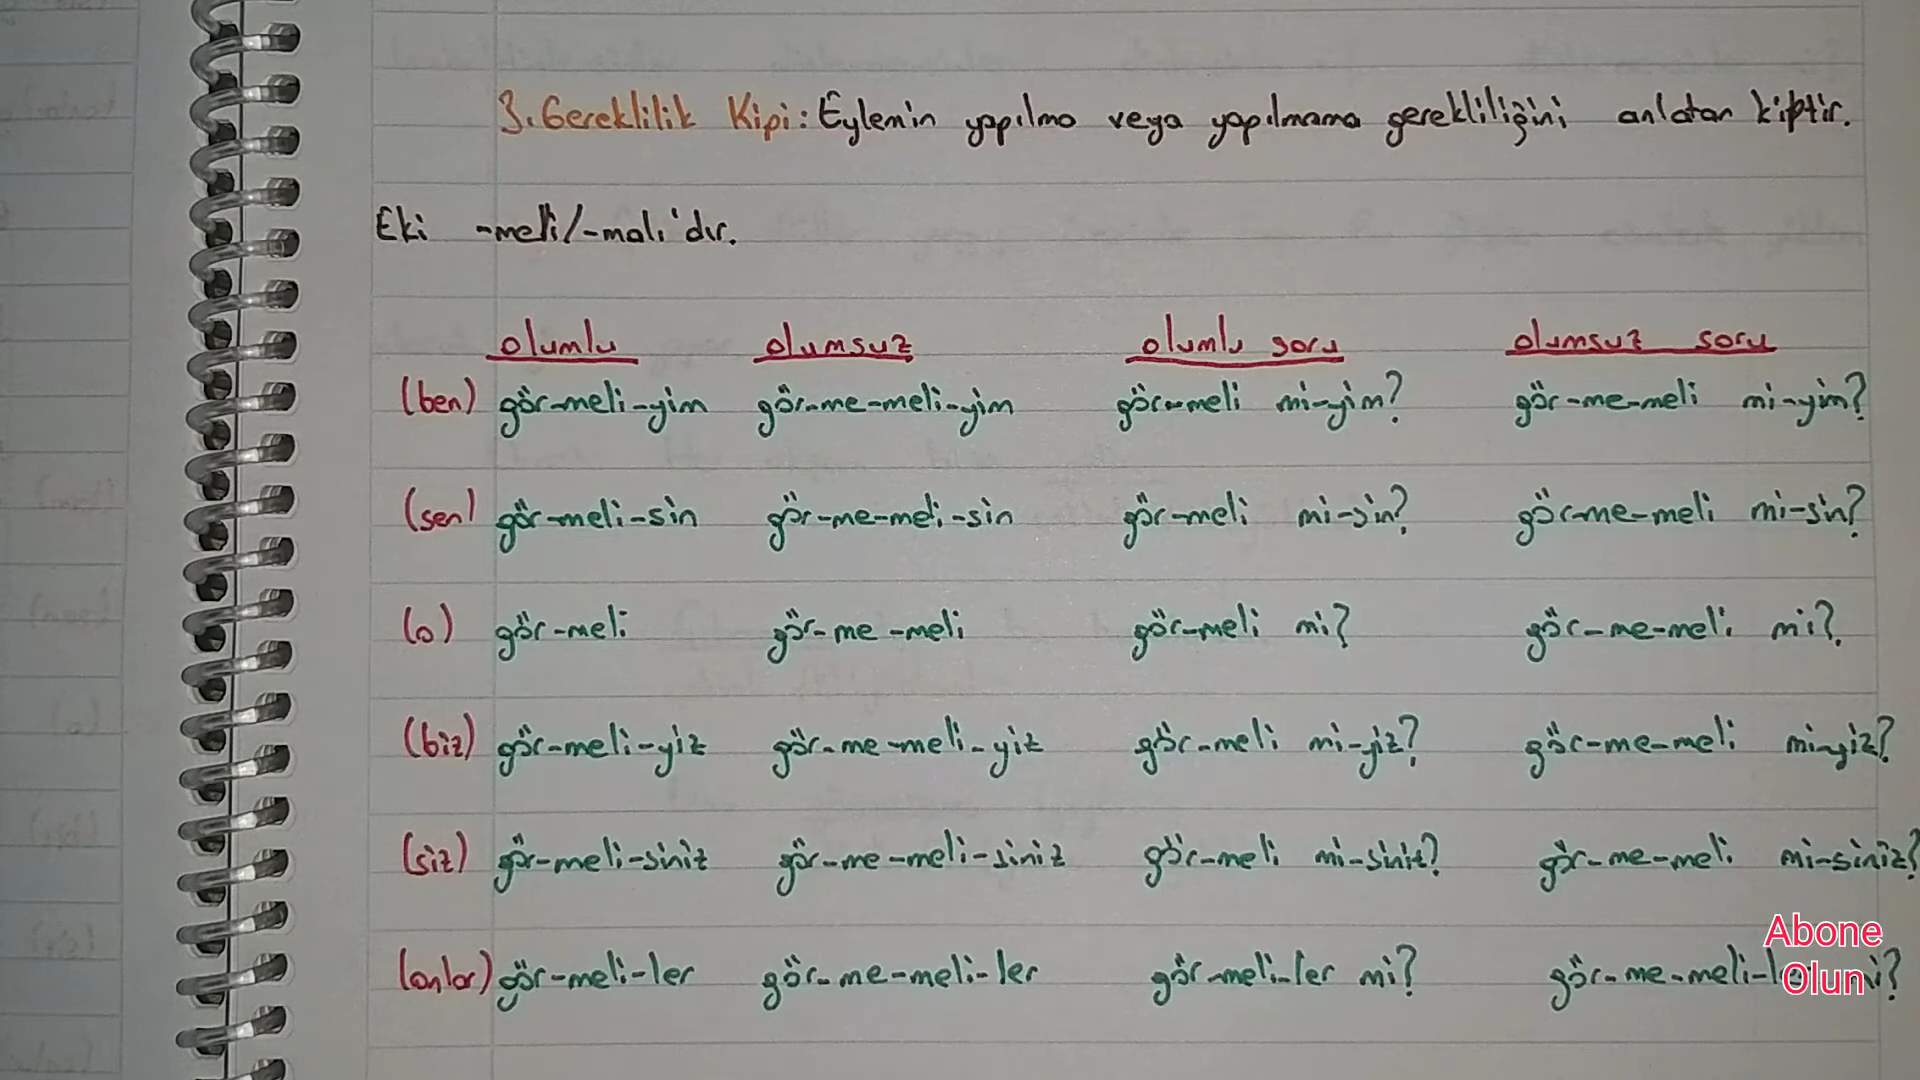 3. Gereklilik Kipi: Eylemin yapılma veya yapılmama gerekliliğini anlatan kiptir.
Eki -meli/-malı'dır.
olumlu olumsuz olumlu soru olumsuz soru
(ben) gör-meli-yim gör-me-meli-yim gör-meli mi-yim? gör-me-meli mi-yim?
(sen) gör-meli-sin gör-me-meli-sin gör-meli mi-sin? gör-me-meli mi-sin?
(o) gör-meli gör-me-meli gör-meli mi? gör-me-meli mi?
(biz) gör-meli-yiz gör-me-meli-yiz gör-meli mi-yiz? gör-me-meli mi-yiz?
(siz) gör-meli-siniz gör-me-meli-siniz gör-meli mi-siniz? gör-me-meli mi-siniz?
(onlar) gör-meli-ler gör-me-meli-ler gör-meli-ler mi? gör-me-meli-ler mi?
Abone
Olun